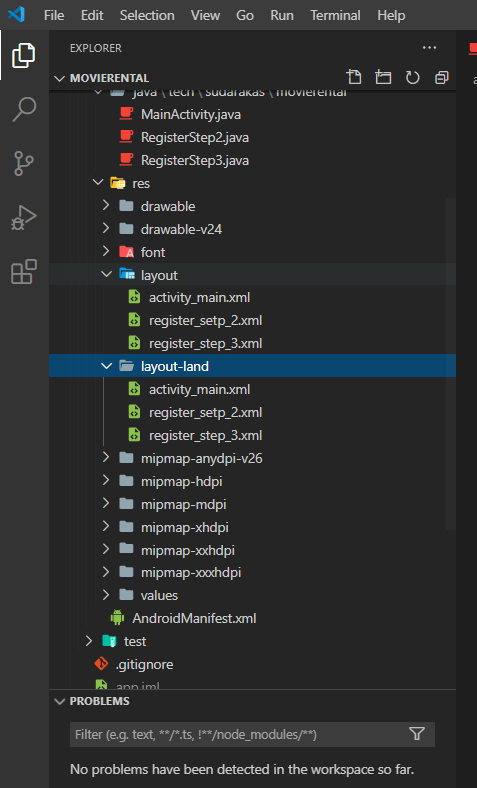 File Edit Selection View Go Run Terminal Help
EXPLORER
MOVIERENTAL
java \ tech \ sudarakas \ movierental
MainActivity.java
RegisterStep2.java
RegisterStep3.java
res
drawable
drawable-v24
font
layout
activity_main.xml
register_setp_2.xml
register_step_3.xml
layout-land
activity_main.xml
register_setp_2.xml
register_step_3.xml
mipmap-anydpi-v26
mipmap-hdpi
mipmap-mdpi
mipmap-xhdpi
mipmap-xxhdpi
mipmap-xxxhdpi
values
AndroidManifest.xml
test
.gitignore
app.iml
PROBLEMS
Filter (e.g. text, **/*.ts, !**/node_modules/**)
No problems have been detected in the workspace so far.